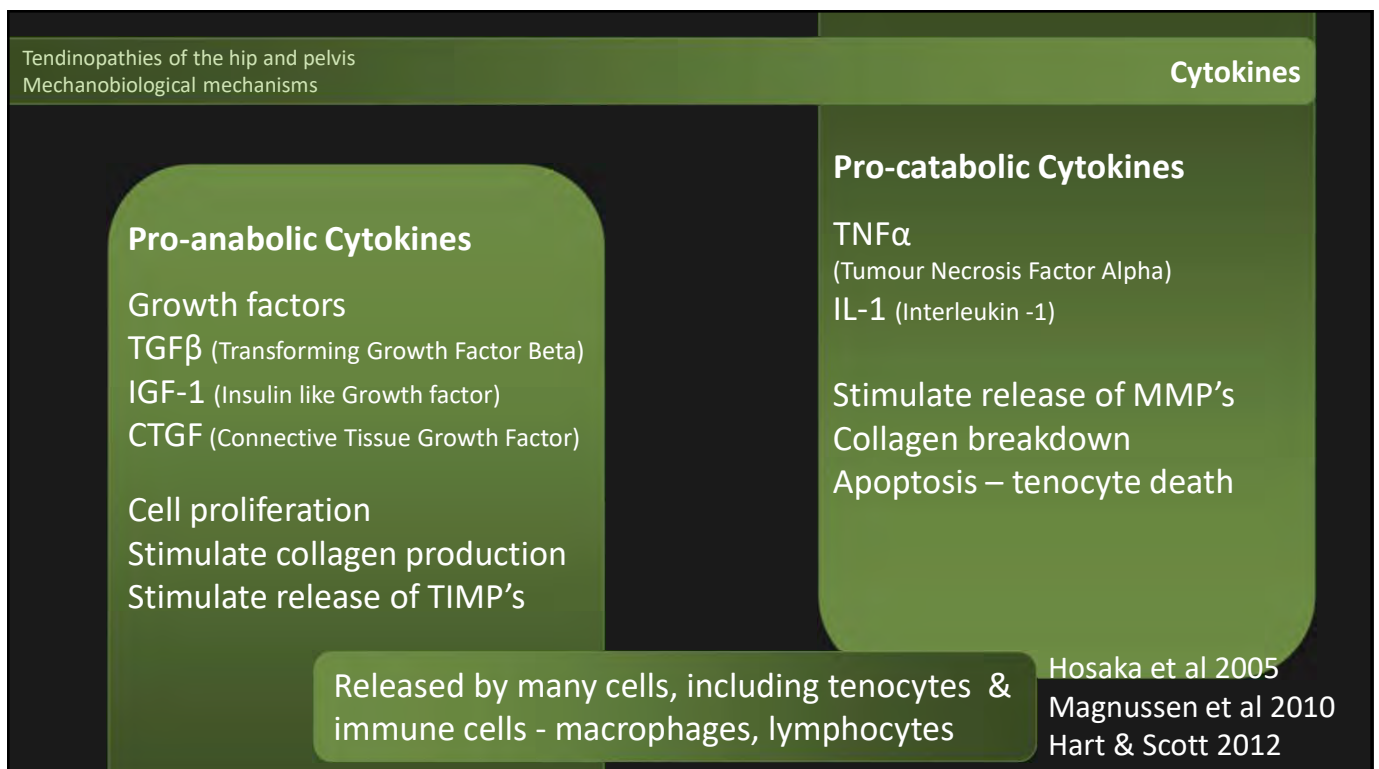 Tendinopathies of the hip and pelvis
Mechanobiological mechanisms
Cytokines
Pro-anabolic Cytokines
Growth factors
TGFβ (Transforming Growth Factor Beta)
IGF-1 (Insulin like Growth factor)
CTGF (Connective Tissue Growth Factor)
Cell proliferation
Stimulate collagen production
Stimulate release of TIMP’s
Pro-catabolic Cytokines
TNFα
(Tumour Necrosis Factor Alpha)
IL-1 (Interleukin -1)
Stimulate release of MMP’s
Collagen breakdown
Apoptosis – tenocyte death
Released by many cells, including tenocytes &
immune cells - macrophages, lymphocytes
Hosaka et al 2005
Magnussen et al 2010
Hart & Scott 2012